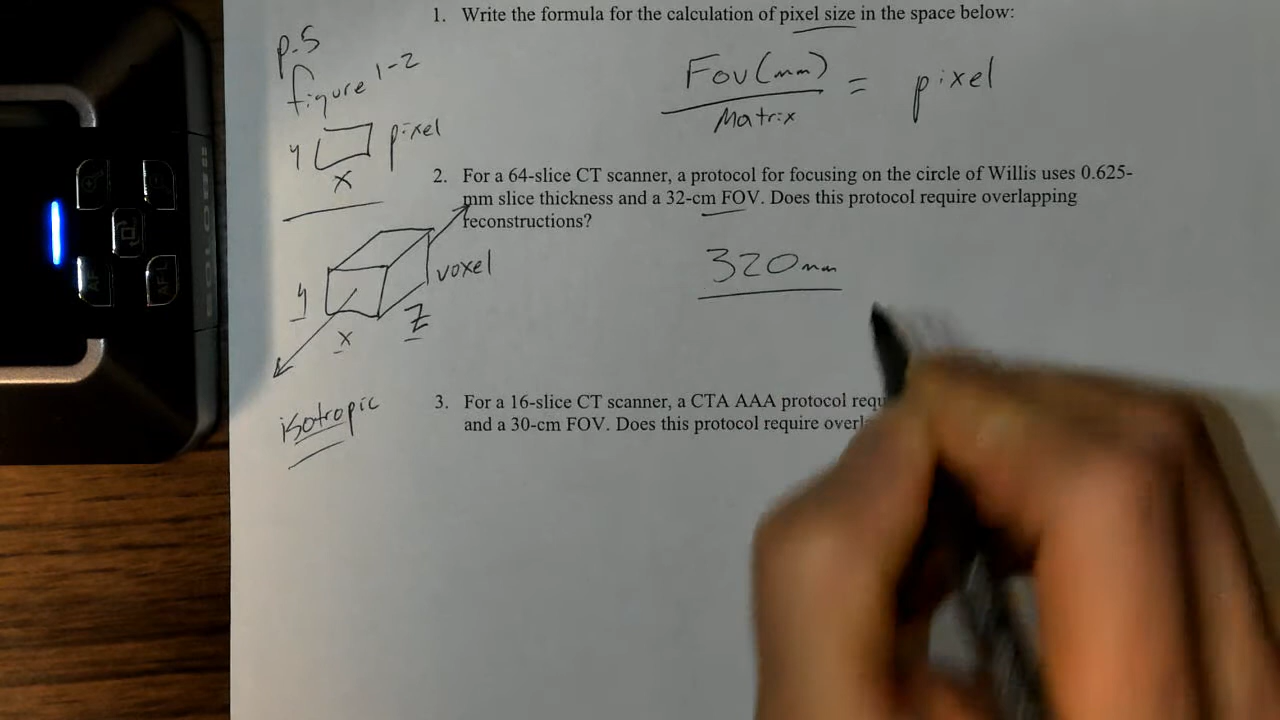 1. Write the formula for the calculation of pixel size in the space below:
p.5
figure 1-2
Fov(mm) = pixel
Matrix
y pixel
x
2. For a 64-slice CT scanner, a protocol for focusing on the circle of Willis uses 0.625-
mm slice thickness and a 32-cm FOV. Does this protocol require overlapping
reconstructions?
320mm
voxel
y
x
Z
isotropic
3. For a 16-slice CT scanner, a CTA AAA protocol
and a 30-cm FOV. Does this protocol require
AF
AFL